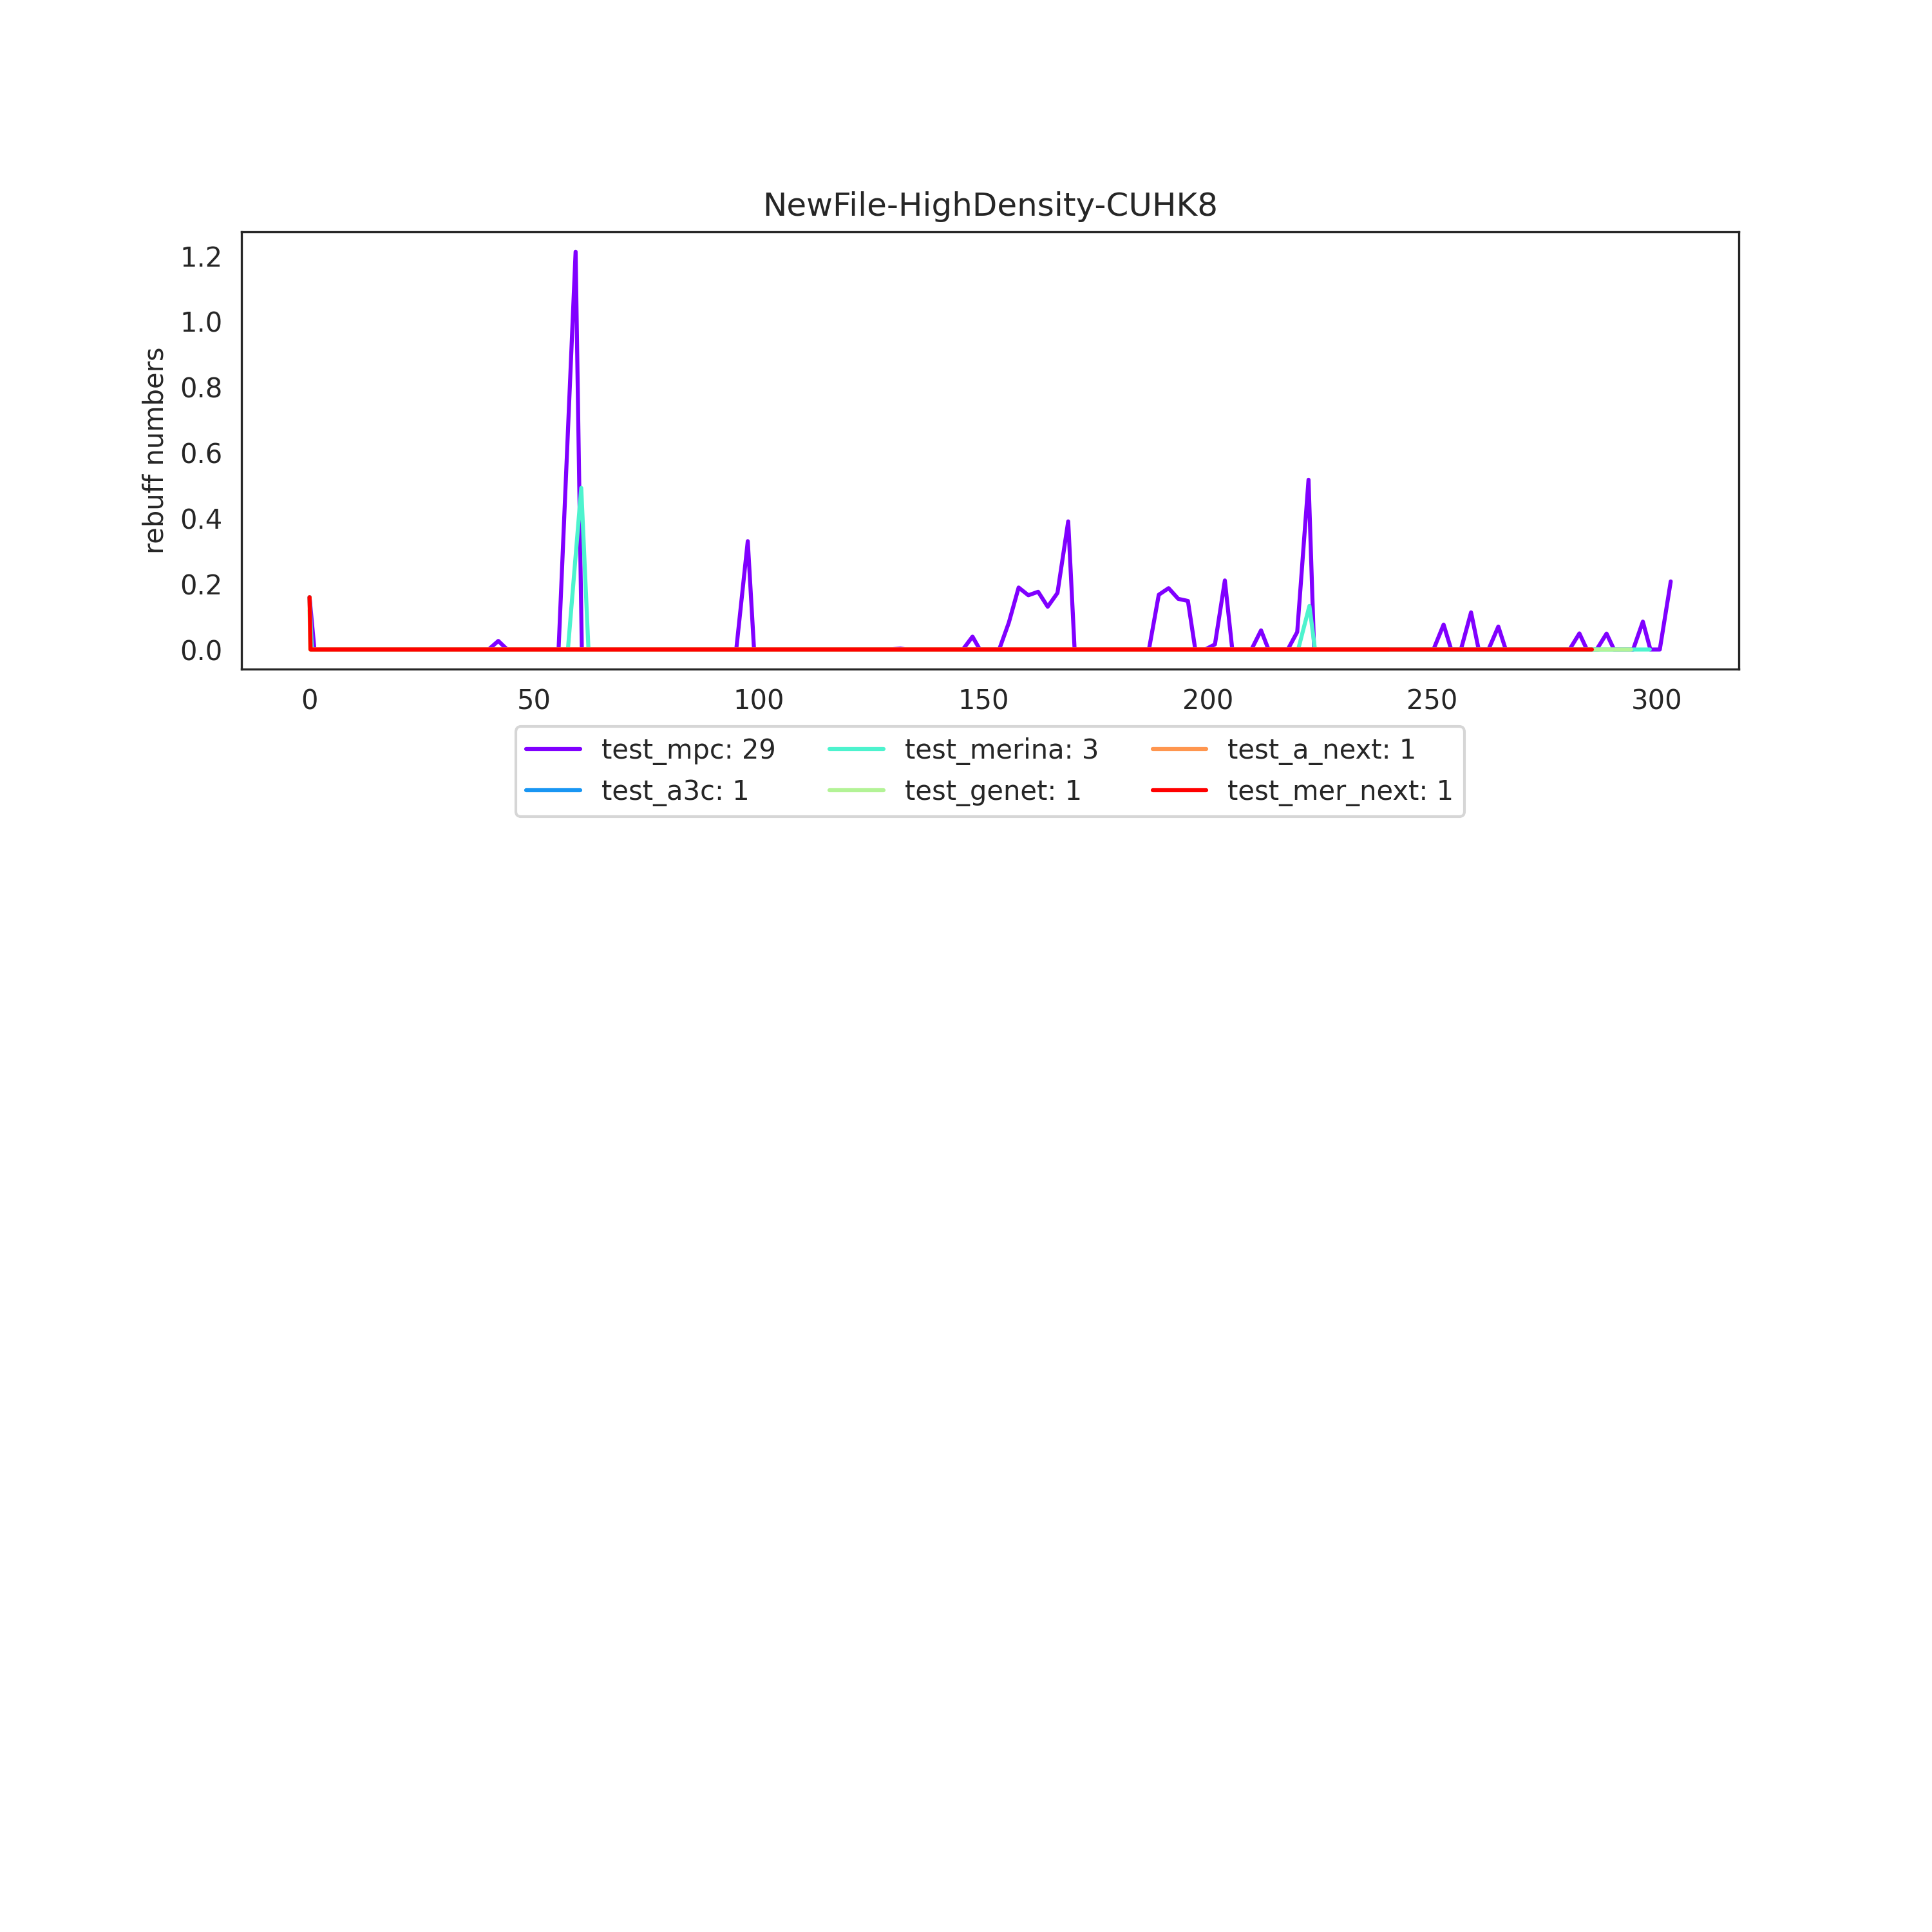 NewFile-HighDensity-CUHK8
1.2
1.0
0.8
0.6
0.4
0.2
0.0
rebuff numbers
0 50 100 150 200 250 300
test_mpc: 29 test_merina: 3 test_a_next: 1
test_a3c: 1 test_genet: 1 test_mer_next: 1